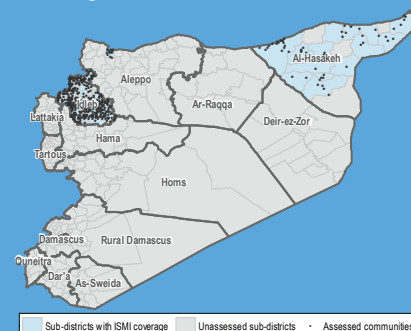 Aleppo
Al-Hasakeh
Idleb
Ar-Raqqa
Lattakia
Deir-ez-Zor
Hama
Tartous
Homs
Damascus
Rural Damascus
Quneitra
Dar'a
As-Sweida
Sub-districts with ISMI coverage
Unassessed sub-districts
Assessed communities